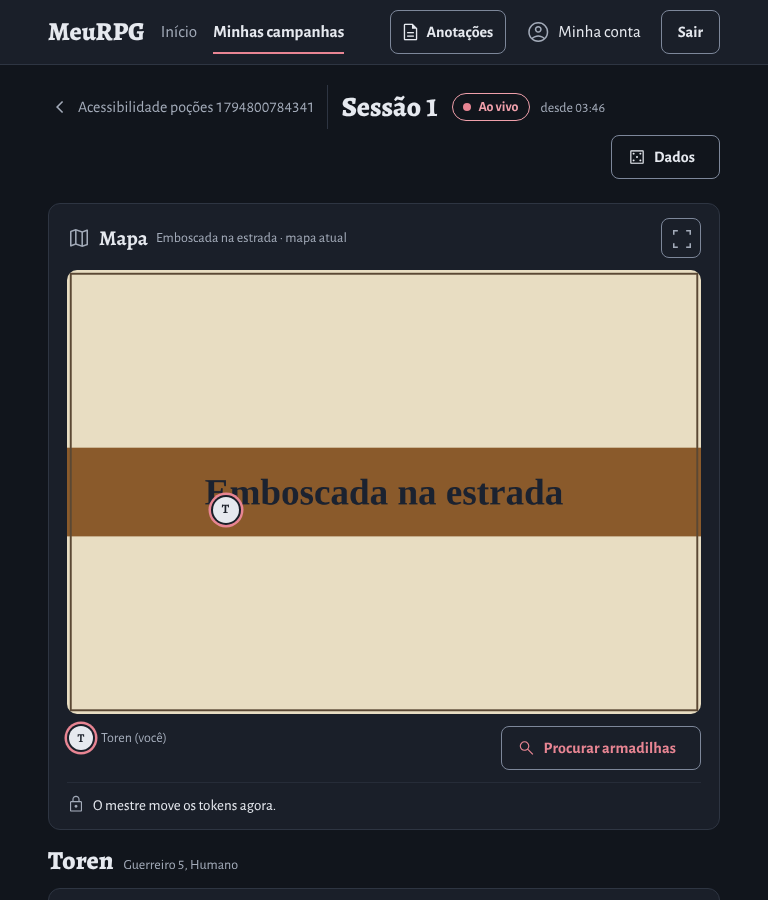 MeuRPG Início Minhas campanhas Anotações Minha conta Sair
Acessibilidade poções 1794800784341 Sessão 1 Ao vivo desde 03:46
Dados
Mapa Emboscada na estrada · mapa atual
Emboscada na estrada
T
T Toren (você) Procurar armadilhas
O mestre move os tokens agora.
Toren Guerreiro 5, Humano